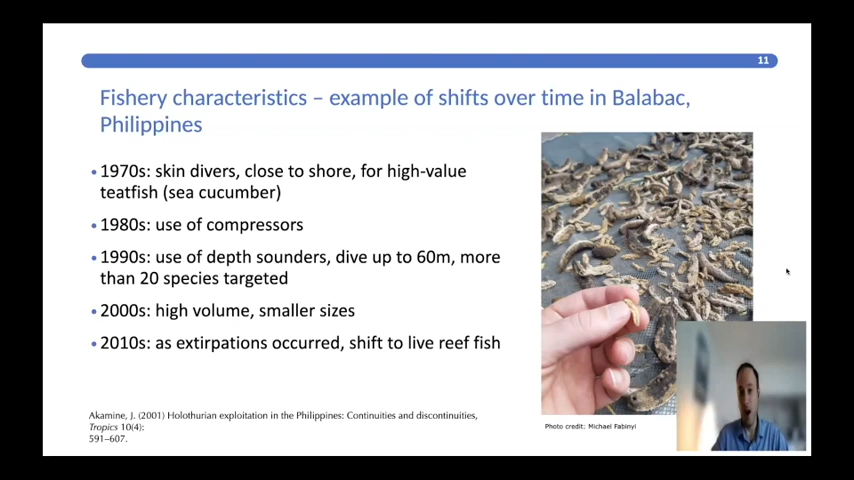 11
Fishery characteristics – example of shifts over time in Balabac,
Philippines
•1970s: skin divers, close to shore, for high-value
teatfish (sea cucumber)
•1980s: use of compressors
•1990s: use of depth sounders, dive up to 60m, more
than 20 species targeted
•2000s: high volume, smaller sizes
•2010s: as extirpations occurred, shift to live reef fish
Akamine, J. (2001) Holothurian exploitation in the Philippines: Continuities and discontinuities,
Tropics 10(4):
591–607.
Photo credit: Michael Fabinyi